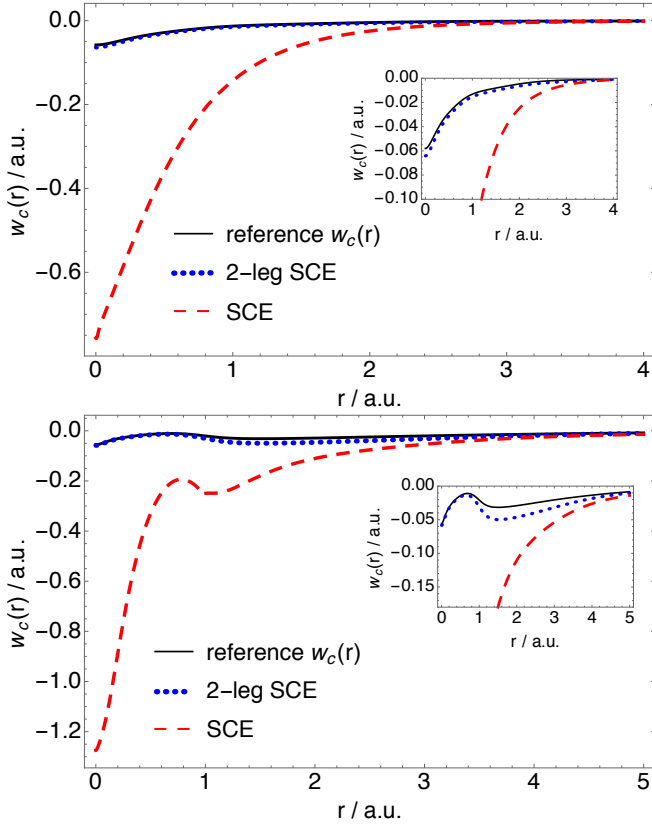 0.0
−0.2
−0.4
−0.6
w_c(r) / a.u.
0.00
−0.02
−0.04
−0.06
−0.08
−0.10
w_c(r) / a.u.
0 1 2 3 4
r / a.u.
reference w_c(r)
2−leg SCE
SCE
0 1 2 3 4
r / a.u.
0.0
−0.2
−0.4
−0.6
−0.8
−1.0
−1.2
w_c(r) / a.u.
0.00
−0.05
−0.10
−0.15
w_c(r) / a.u.
0 1 2 3 4 5
r / a.u.
reference w_c(r)
2−leg SCE
SCE
0 1 2 3 4 5
r / a.u.